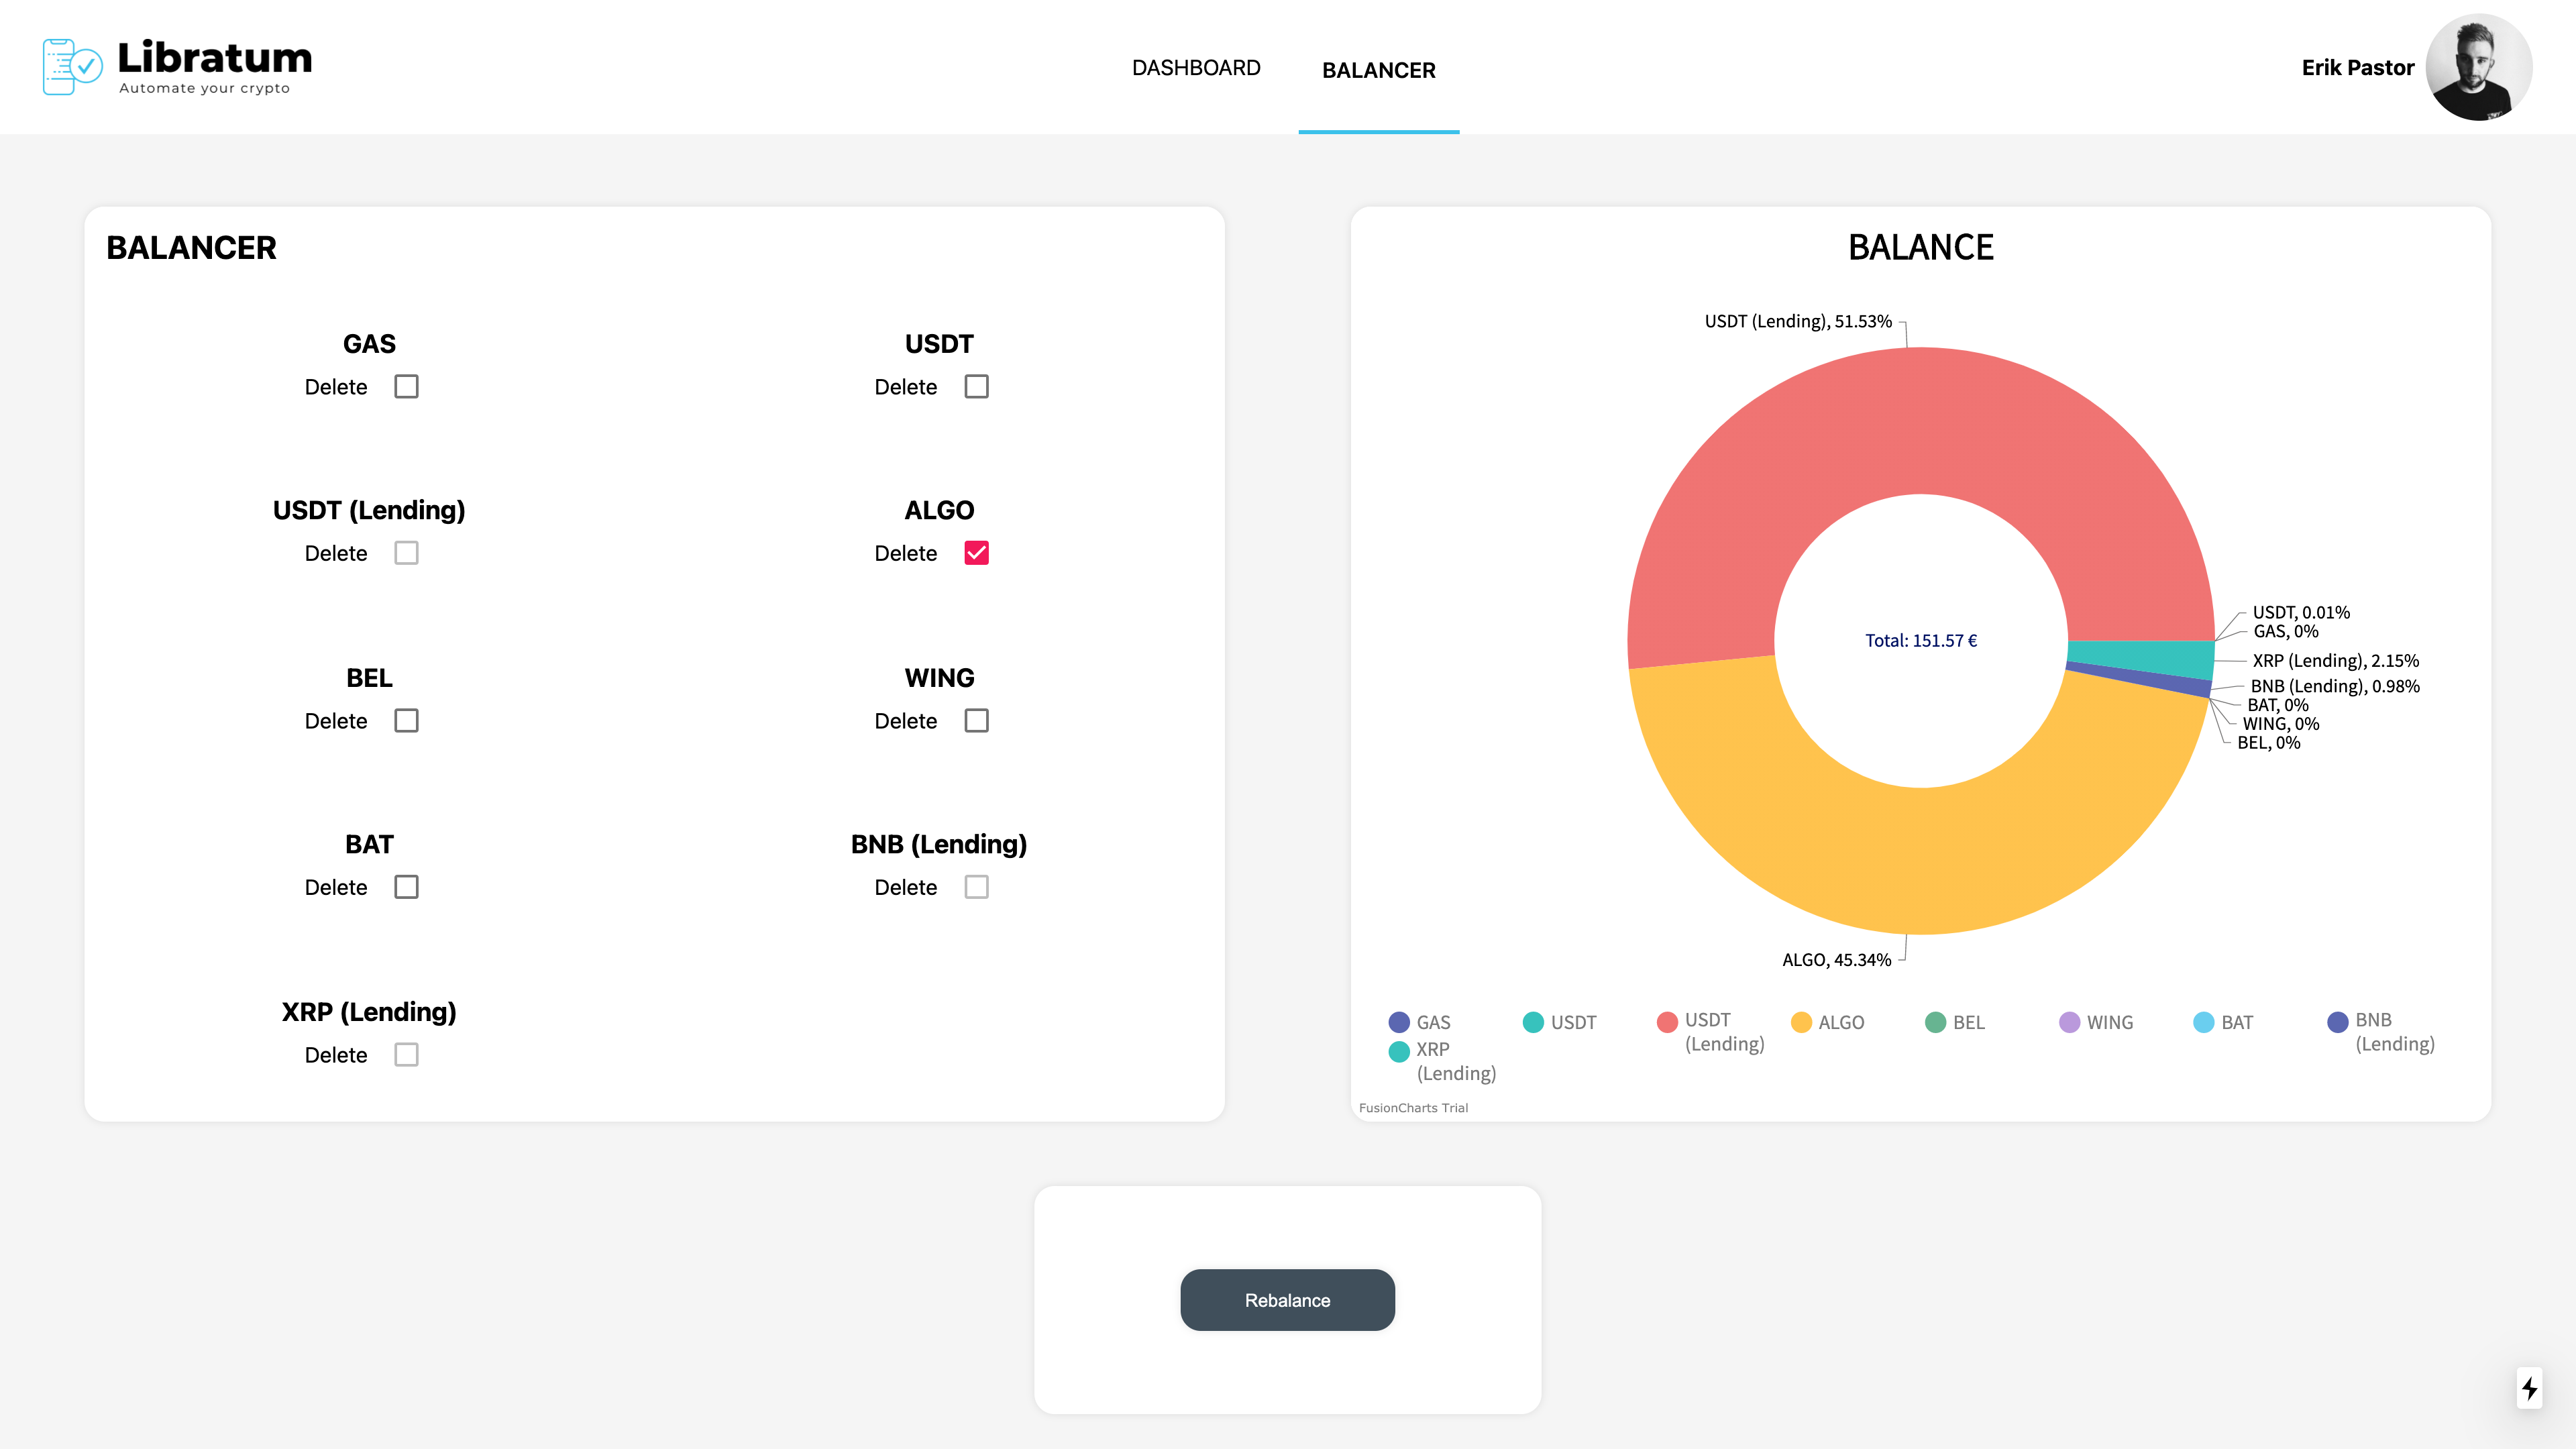 Libratum
Automate your crypto
DASHBOARD
BALANCER
Erik Pastor
BALANCER
GAS
Delete
USDT
Delete
USDT (Lending)
Delete
ALGO
Delete
BEL
Delete
WING
Delete
BAT
Delete
BNB (Lending)
Delete
XRP (Lending)
Delete
BALANCE
USDT (Lending), 51.53%
USDT, 0.01%
GAS, 0%
Total: 151.57 €
XRP (Lending), 2.15%
BNB (Lending), 0.98%
BAT, 0%
WING, 0%
BEL, 0%
ALGO, 45.34%
GAS
USDT
USDT
(Lending)
ALGO
BEL
WING
BAT
BNB
(Lending)
XRP
(Lending)
FusionCharts Trial
Rebalance